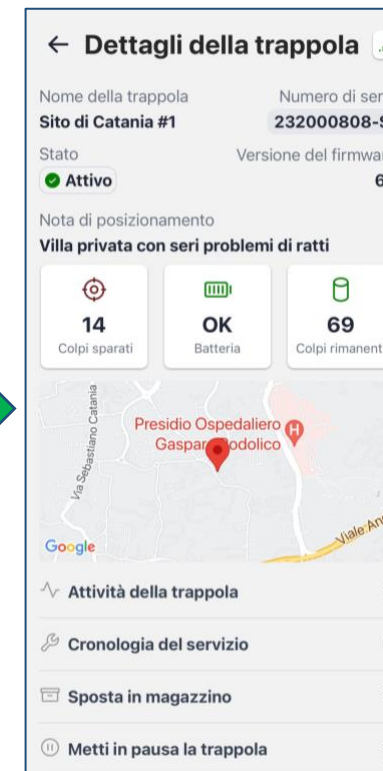 Dettagli della trappola
Nome della trappola Numero di ser
Sito di Catania #1 232000808-S
Stato Versione del firmwar
Attivo 6
Nota di posizionamento
Villa privata con seri problemi di ratti
14 OK 69
Colpi sparati Batteria Colpi rimanent
Via Sebastiano Catania
Presidio Ospedaliero H
Gaspar odolico
Viale An
Google
Attività della trappola
Cronologia del servizio
Sposta in magazzino
Metti in pausa la trappola